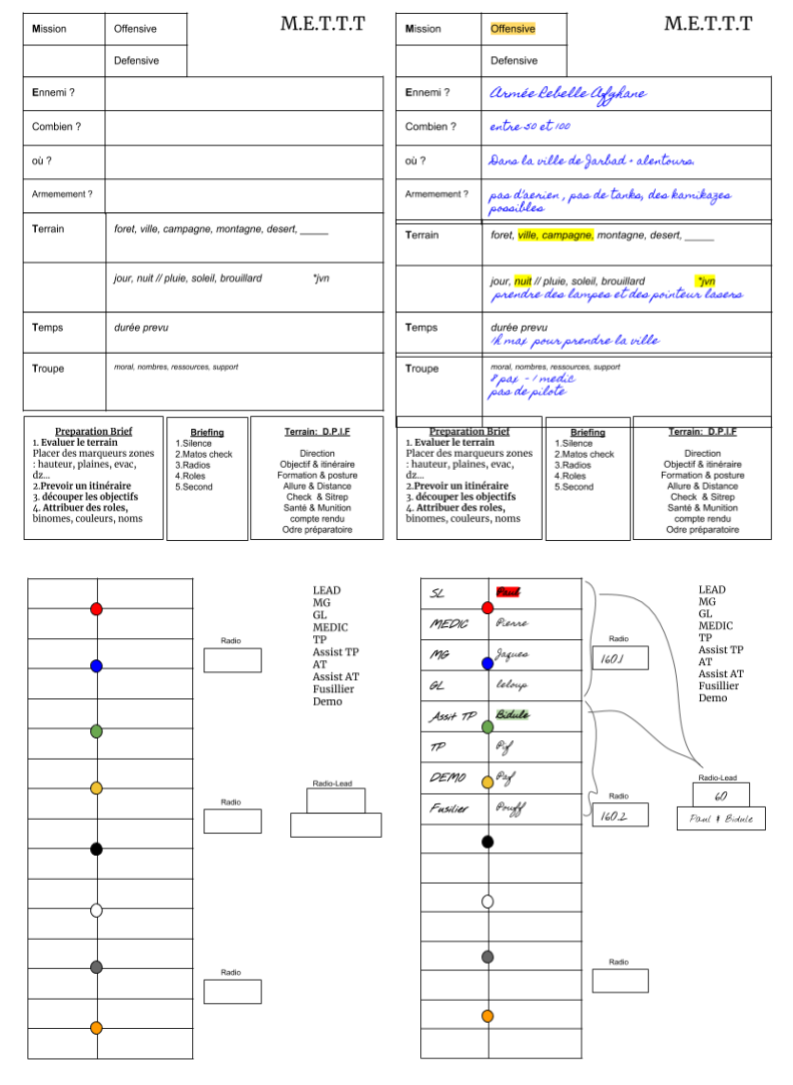 M.E.T.T.T
Mission Offensive
Defensive
Ennemi ?
Combien ?
où ?
Armemement ?
Terrain foret, ville, campagne, montagne, desert, _____
jour, nuit // pluie, soleil, brouillard *jvn
Temps durée prevu
Troupe moral, nombres, ressources, support
Preparation Brief
1. Evaluer le terrain
Placer des marqueurs zones
: hauteur, plaines, evac,
dz...
2.Prevoir un itinéraire
3. découper les objectifs
4. Attribuer des roles,
binomes, couleurs, noms
Briefing
1.Silence
2.Matos check
3.Radios
4.Roles
5.Second
Terrain: D.P.I.F
Direction
Objectif & itinéraire
Formation & posture
Allure & Distance
Check & Sitrep
Santé & Munition
compte rendu
Odre préparatoire
M.E.T.T.T
Mission Offensive
Defensive
Ennemi ? Armée Rebelle Afghane
Combien ? entre 50 et 100
où ? Dans la ville de Jarbad + alentours.
Armemement ? pas d'aerien, pas de tanks, des kamikazes
possibles
Terrain foret, ville, campagne, montagne, desert, _____
jour, nuit // pluie, soleil, brouillard *jvn
prendre des lampes et des pointeur lasers
Temps durée prevu
1h max pour prendre la ville
Troupe moral, nombres, ressources, support
8 pax - 1 medic
pas de pilote
Preparation Brief
1. Evaluer le terrain
Placer des marqueurs zones
: hauteur, plaines, evac,
dz...
2.Prevoir un itinéraire
3. découper les objectifs
4. Attribuer des roles,
binomes, couleurs, noms
Briefing
1.Silence
2.Matos check
3.Radios
4.Roles
5.Second
Terrain: D.P.I.F
Direction
Objectif & itinéraire
Formation & posture
Allure & Distance
Check & Sitrep
Santé & Munition
compte rendu
Odre préparatoire
LEAD
MG
GL
MEDIC
TP
Assist TP
AT
Assist AT
Fusillier
Demo
Radio
Radio-Lead
Radio
Radio
SL Paul
MEDIC Pierre
MG Jaques
GL leloup
Assit TP Bidule
TP Pif
DEMO Paf
Fusilier Pouff
Radio
160.1
Radio
160.2
Radio
LEAD
MG
GL
MEDIC
TP
Assist TP
AT
Assist AT
Fusillier
Demo
Radio-Lead
60
Paul & Bidule